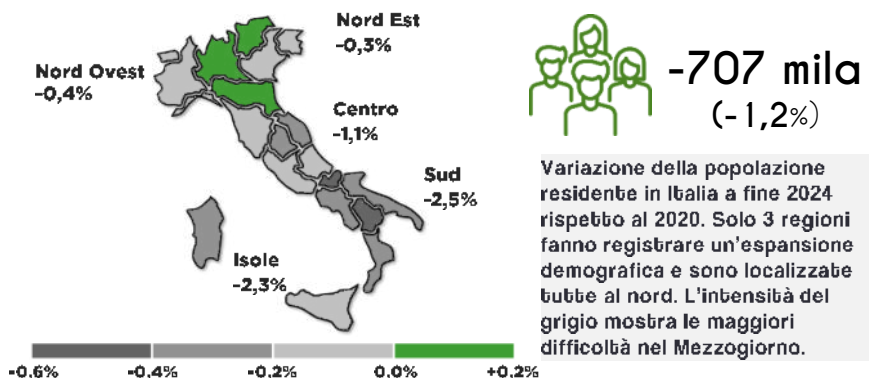 Nord Est
-0,3%
Nord Ovest
-0,4%
Centro
-1,1%
Sud
-2,5%
Isole
-2,3%
-0.6%
-0,4%
-0,2%
0,0%
+0,2%
-707 mila
(-1,2%)
Variazione della popolazione
residente in Italia a fine 2024
rispetto al 2020. Solo 3 regioni
fanno registrare un'espansione
demografica e sono localizzate
tutte al nord. L'intensità del
grigio mostra le maggiori
difficoltà nel Mezzogiorno.